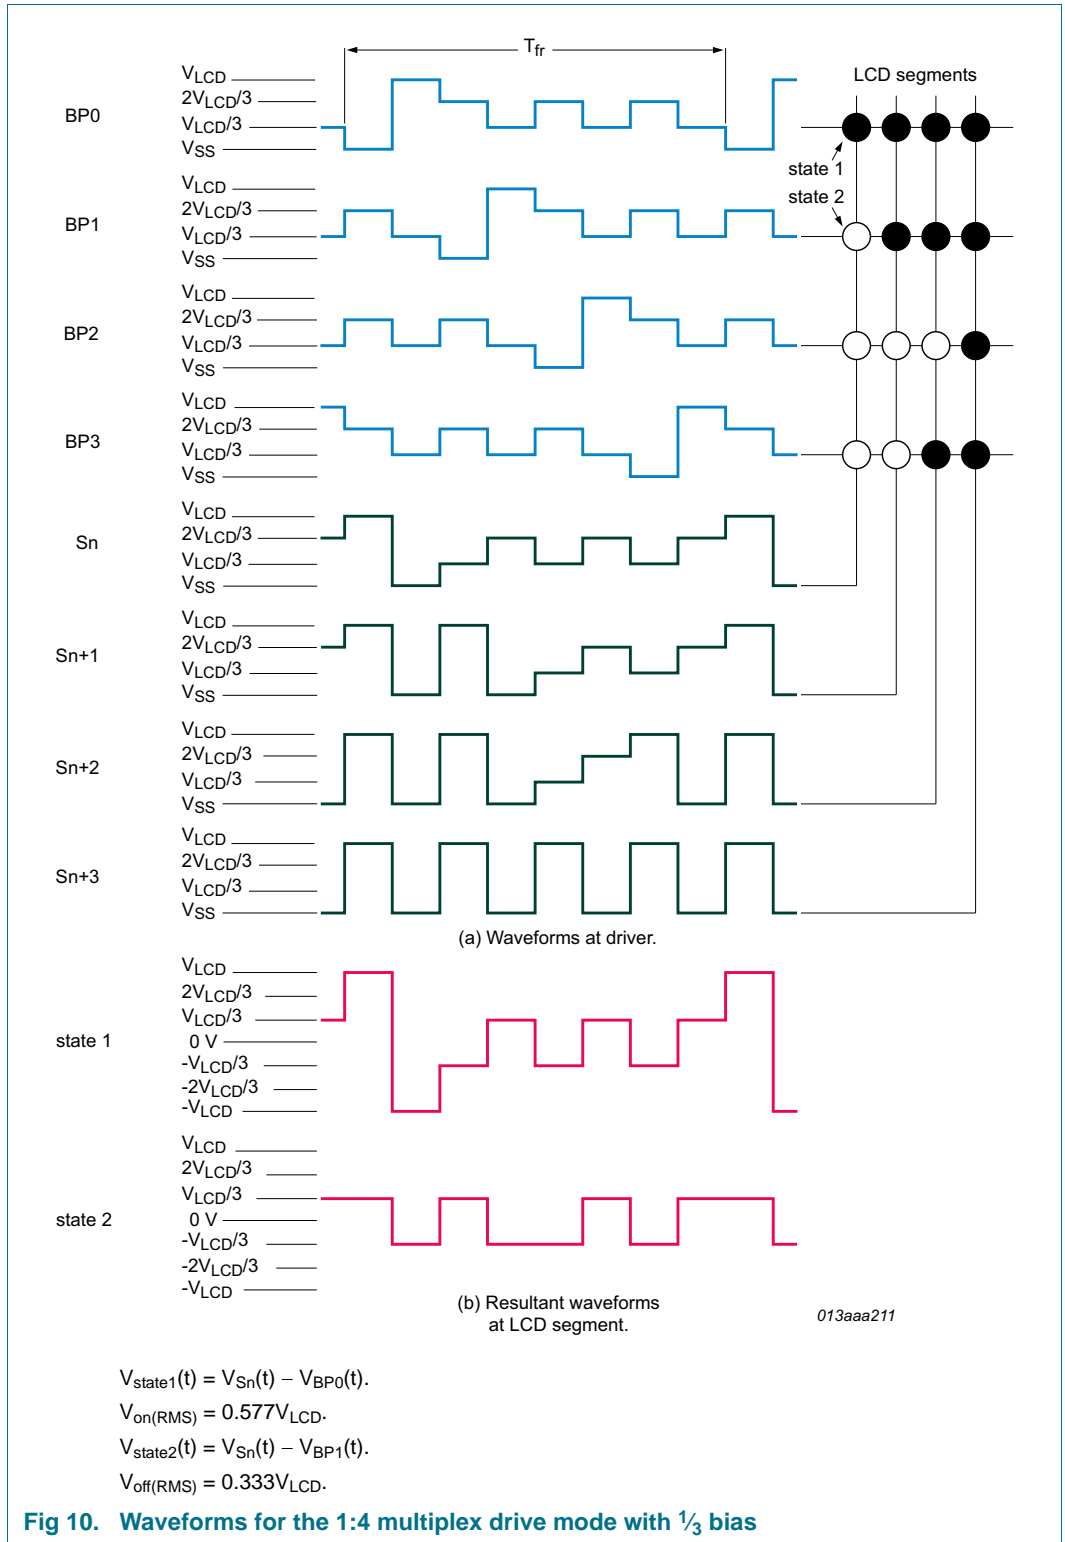 Tfr
VLCD
2VLCD/3
BP0
VLCD/3
VSS
LCD segments
state 1
state 2
VLCD
2VLCD/3
BP1
VLCD/3
VSS
VLCD
2VLCD/3
BP2
VLCD/3
VSS
VLCD
2VLCD/3
BP3
VLCD/3
VSS
VLCD
2VLCD/3
Sn
VLCD/3
VSS
VLCD
2VLCD/3
Sn+1
VLCD/3
VSS
VLCD
2VLCD/3
Sn+2
VLCD/3
VSS
VLCD
2VLCD/3
Sn+3
VLCD/3
VSS
(a) Waveforms at driver.
VLCD
2VLCD/3
VLCD/3
state 1
0 V
-VLCD/3
-2VLCD/3
-VLCD
VLCD
2VLCD/3
VLCD/3
state 2
0 V
-VLCD/3
-2VLCD/3
-VLCD
(b) Resultant waveforms
at LCD segment.
013aaa211
Vstate1(t) = VSn(t) − VBP0(t).
Von(RMS) = 0.577VLCD.
Vstate2(t) = VSn(t) − VBP1(t).
Voff(RMS) = 0.333VLCD.
Fig 10. Waveforms for the 1:4 multiplex drive mode with 1⁄3 bias